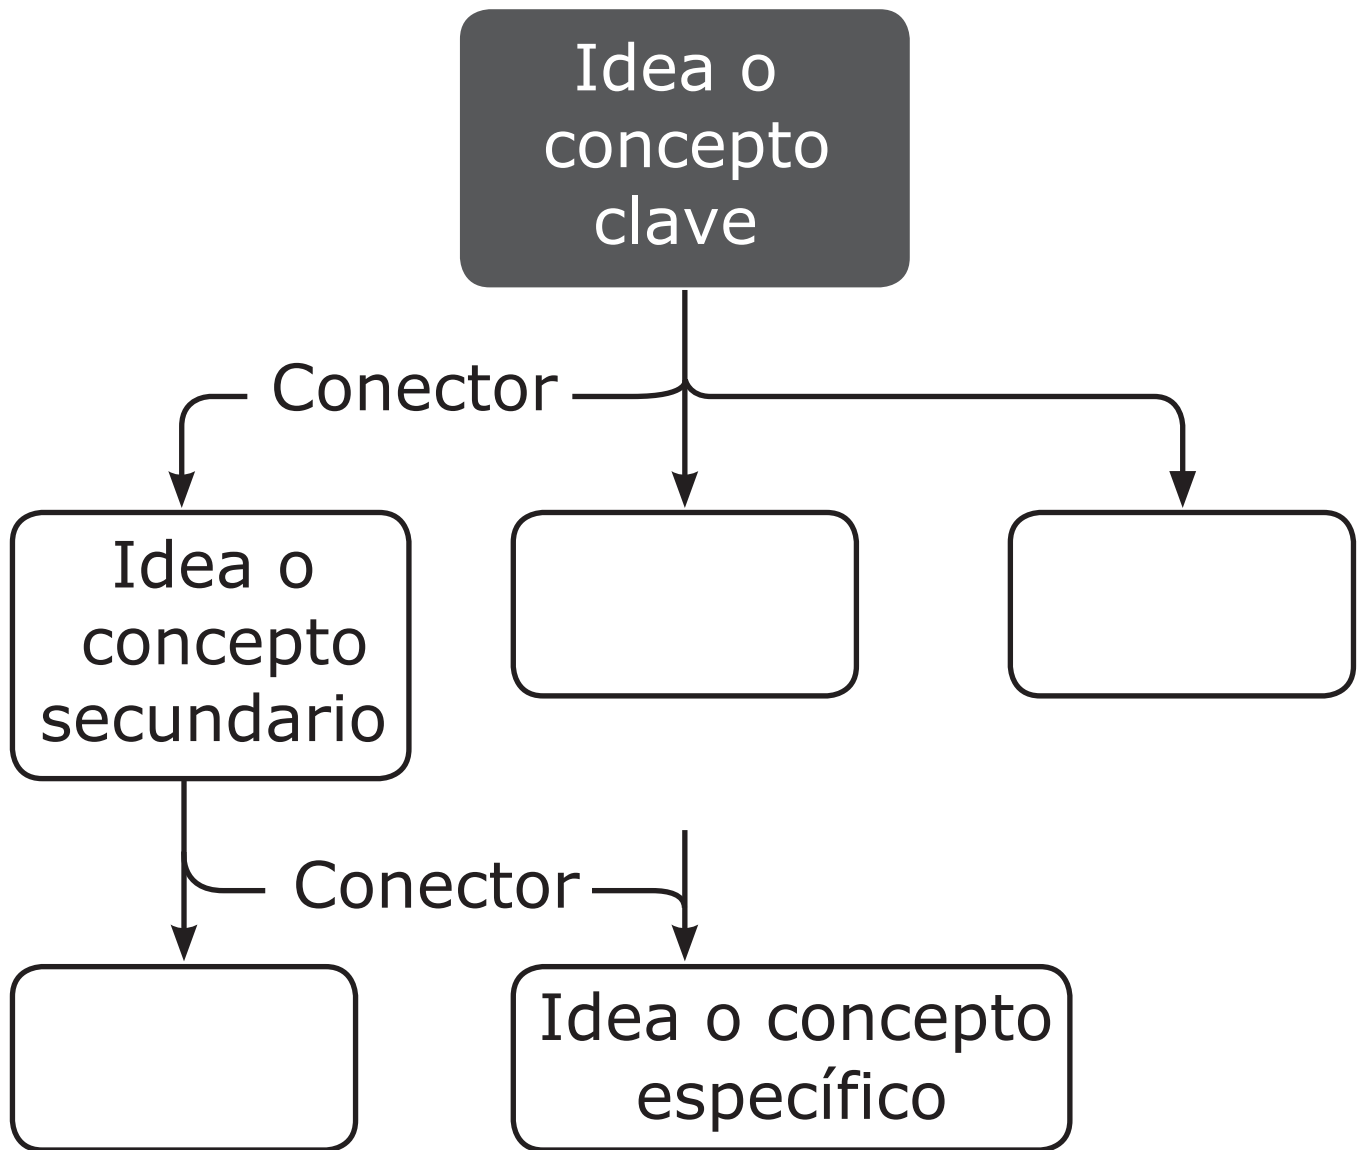 Idea o
concepto
clave
Conector
Idea o
concepto
secundario
Conector
Idea o concepto
específico